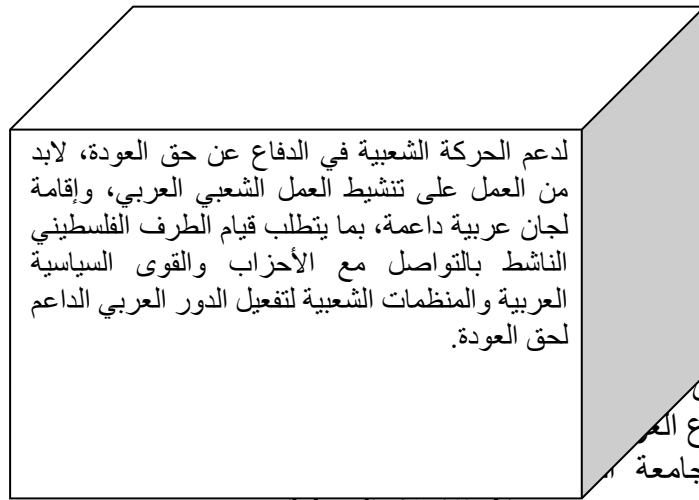 لدعم الحركة الشعبية في الدفاع عن حق العودة، لابد
من العمل على تنشيط العمل الشعبي العربي، وإقامة
لجان عربية داعمة، بما يتطلب قيام الطرف الفلسطيني
الناشط بالتواصل مع الأحزاب والقوى السياسية
العربية والمنظمات الشعبية لتفعيل الدور العربي الداعم
لحق العودة.